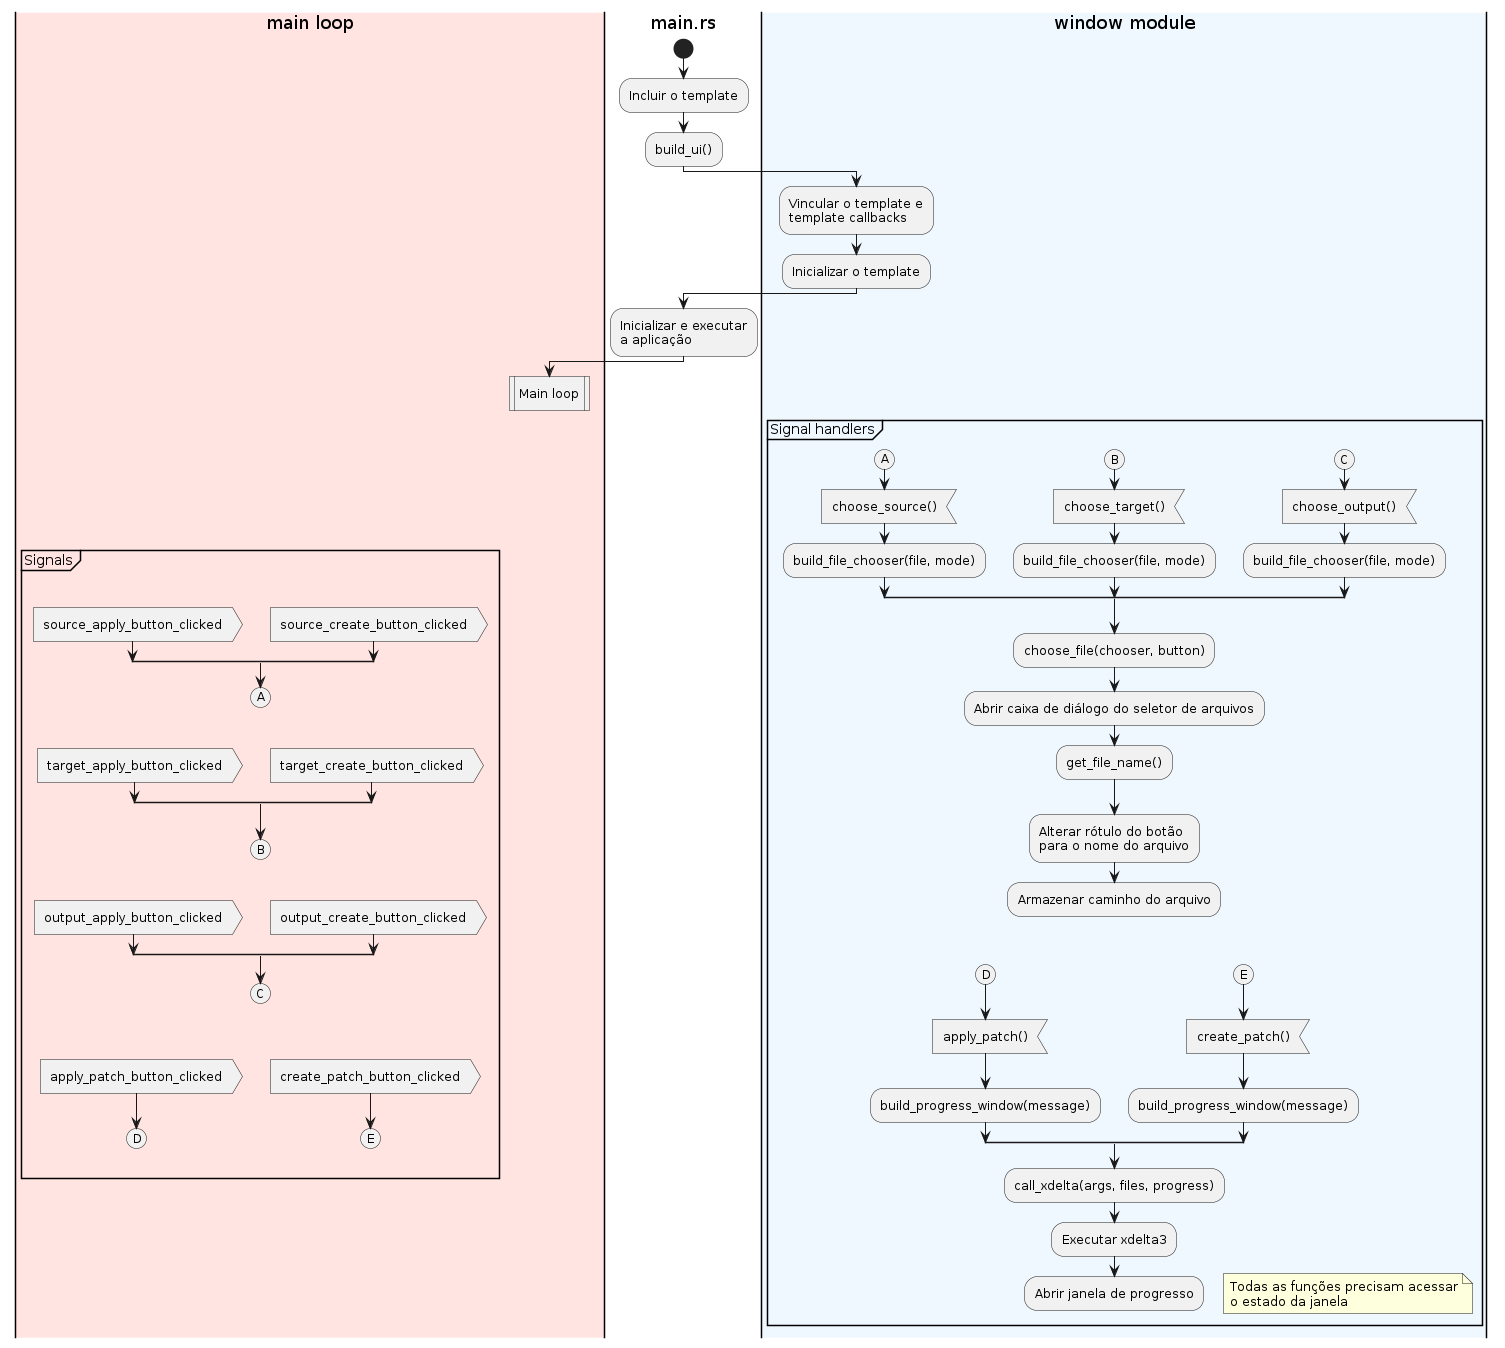 main loop
main.rs
window module
Incluir o template
build_ui()
Vincular o template e
template callbacks
Inicializar o template
Inicializar e executar
a aplicação
Main loop
Signal handlers
A
B
C
choose_source()
choose_target()
choose_output()
build_file_chooser(file, mode)
build_file_chooser(file, mode)
build_file_chooser(file, mode)
choose_file(chooser, button)
Abrir caixa de diálogo do seletor de arquivos
get_file_name()
Alterar rótulo do botão
para o nome do arquivo
Armazenar caminho do arquivo
D
E
apply_patch()
create_patch()
build_progress_window(message)
build_progress_window(message)
call_xdelta(args, files, progress)
Executar xdelta3
Abrir janela de progresso
Todas as funções precisam acessar
o estado da janela
Signals
source_apply_button_clicked
source_create_button_clicked
A
target_apply_button_clicked
target_create_button_clicked
B
output_apply_button_clicked
output_create_button_clicked
C
apply_patch_button_clicked
create_patch_button_clicked
D
E